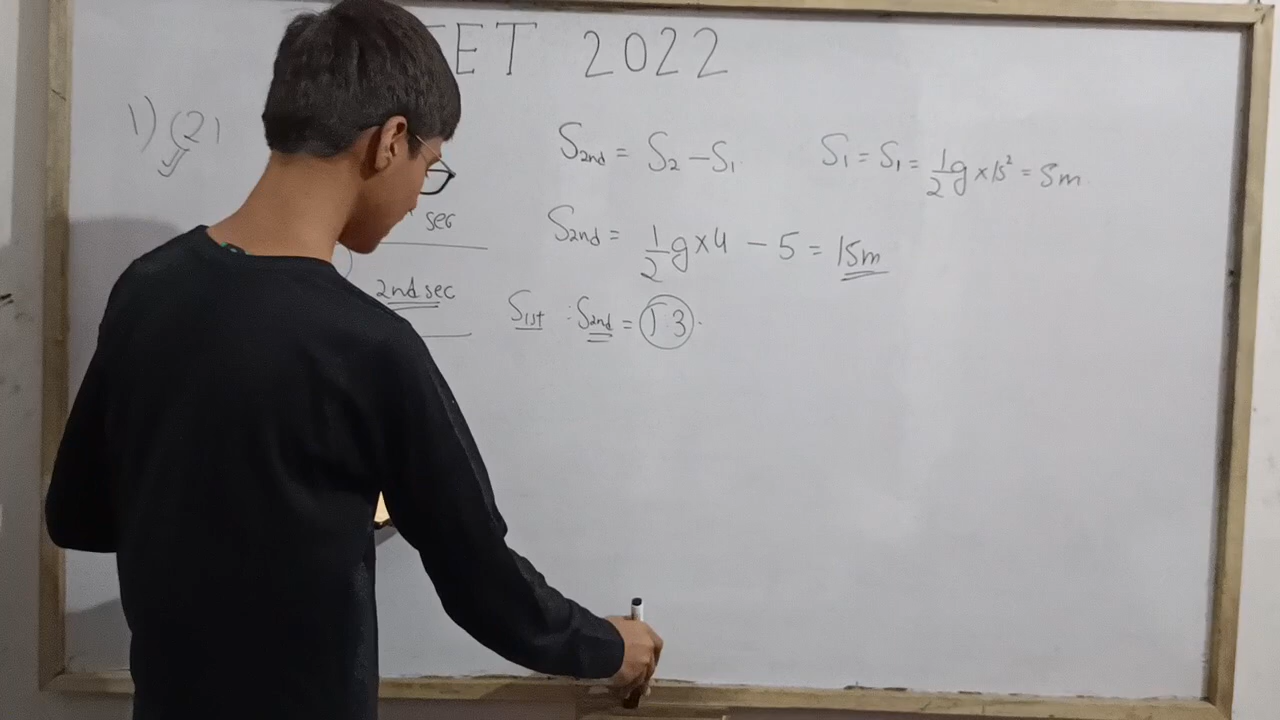 ET 2022
1) (2)
S2nd = S2 – S1
S1 = S1 = 1/2 g × 1s² = 5m
sec
S2nd = 1/2 g × 4 – 5 = 15m
2nd sec
S1st : S2nd = 1:3